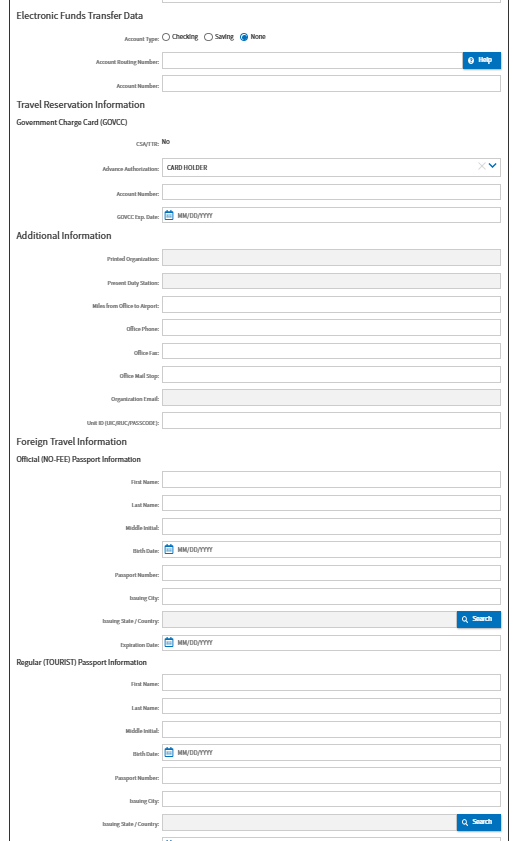 Electronic Funds Transfer Data
Account Type: Checking Saving None
Account Routing Number: Help
Account Number:
Travel Reservation Information
Government Charge Card (GOVCC)
CSA/TTR: No
Advance Authorization: CARD HOLDER
Account Number:
GOVCC Exp. Date: MM/DD/YYYY
Additional Information
Printed Organization:
Present Duty Station:
Miles from Office to Airport:
Office Phone:
Office Fax:
Office Mail Stop:
Organization Email:
Unit ID (UIC/RUC/PASSCODE):
Foreign Travel Information
Official (NO-FEE) Passport Information
First Name:
Last Name:
Middle Initial:
Birth Date: MM/DD/YYYY
Passport Number:
Issuing City:
Issuing State / Country: Search
Expiration Date: MM/DD/YYYY
Regular (TOURIST) Passport Information
First Name:
Last Name:
Middle Initial:
Birth Date: MM/DD/YYYY
Passport Number:
Issuing City:
Issuing State / Country: Search